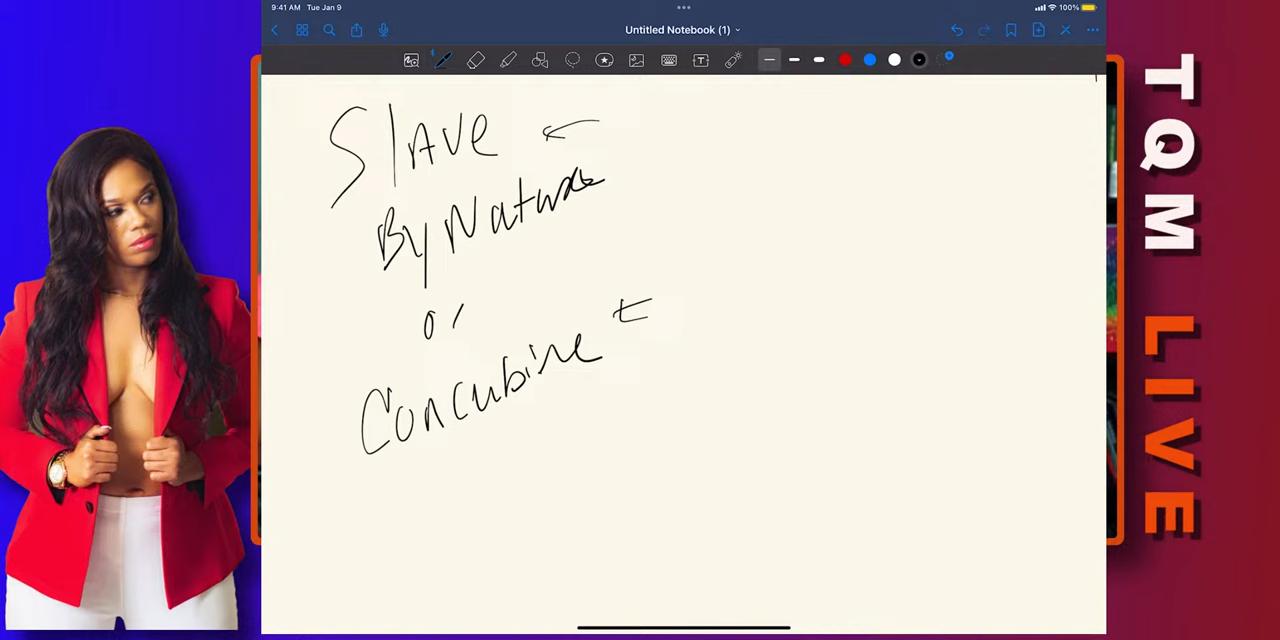 9:41 AM Tue Jan 9
100%
Untitled Notebook (1)
Slave
By Nature
or
Concubine
TQM LIVE